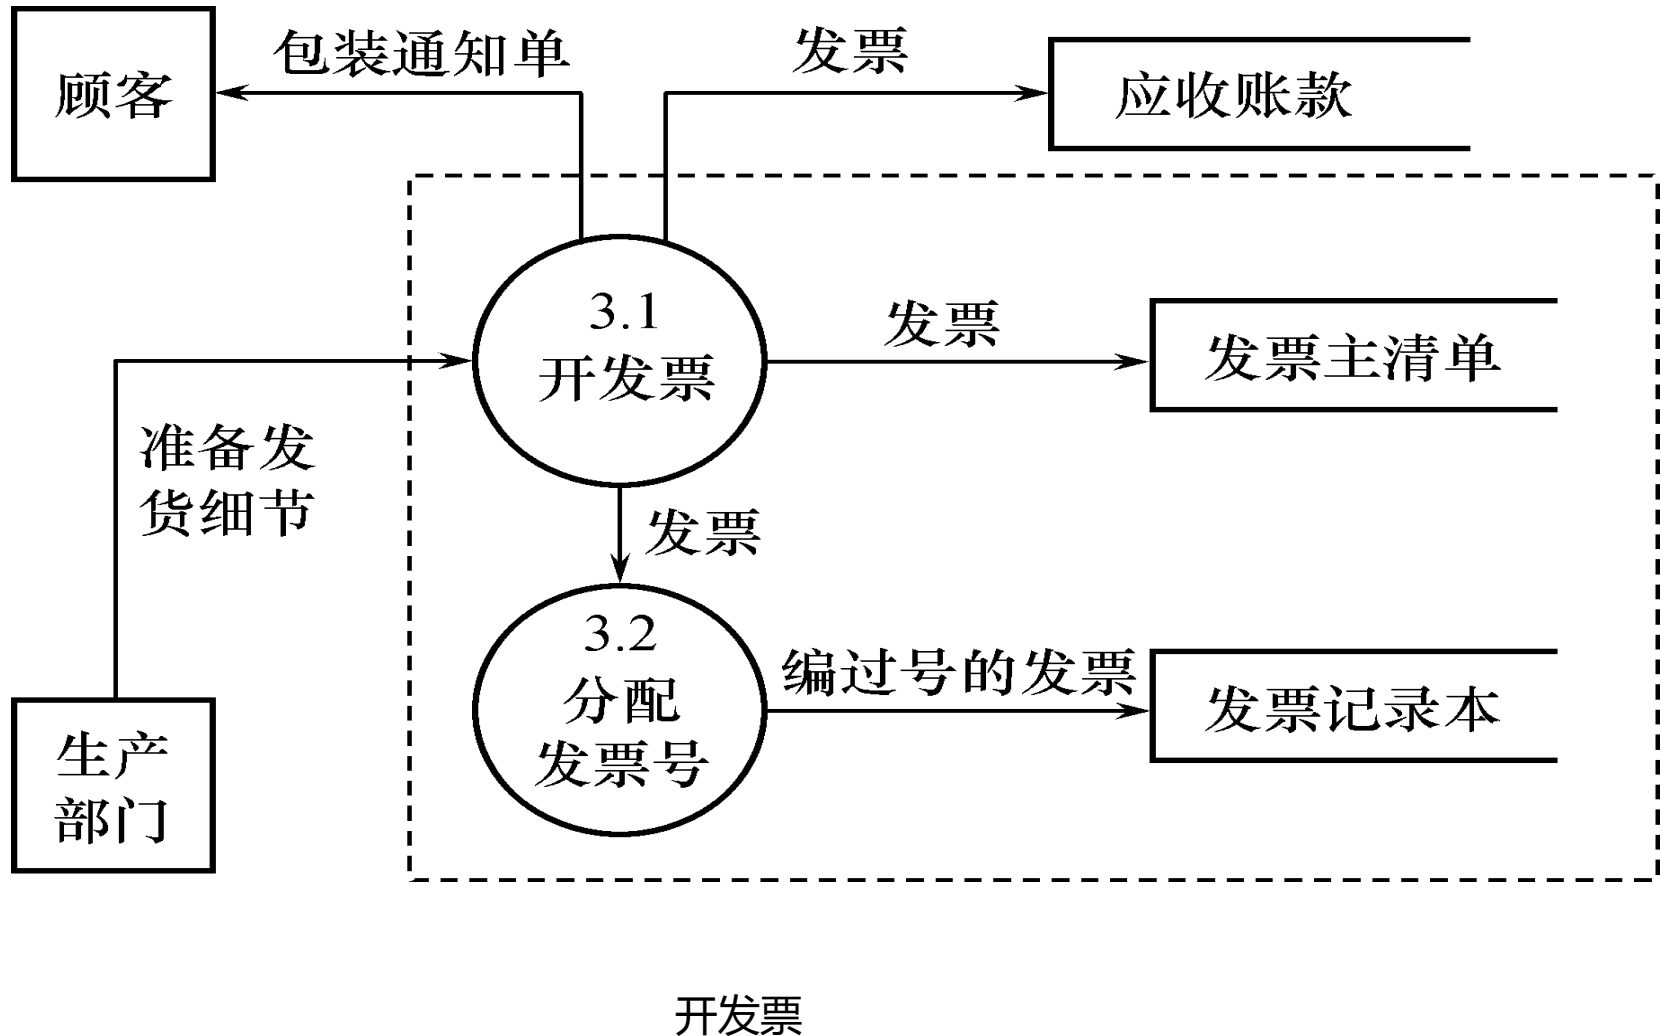 顾客
包装通知单
发票
应收账款
3.1
开发票
发票
发票主清单
准备发
货细节
发票
3.2
分配
发票号
编过号的发票
发票记录本
生产
部门
开发票